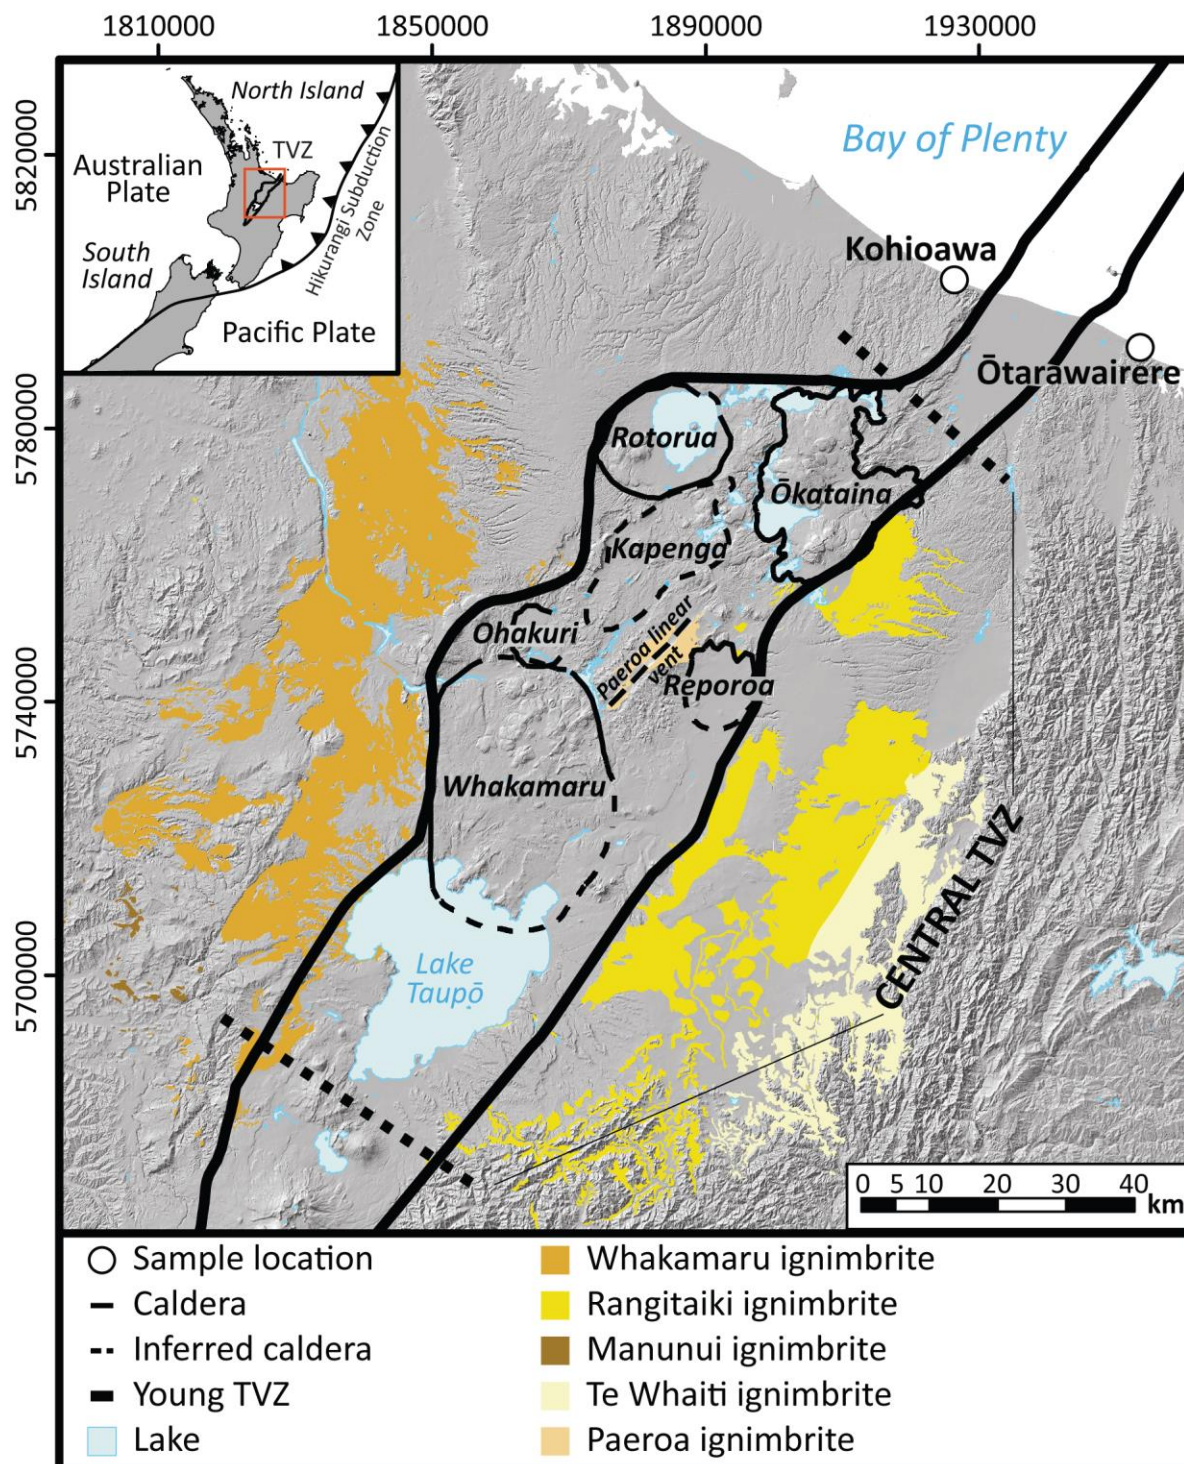 1810000 1850000 1890000 1930000
5820000
5780000
5740000
5700000
North Island
TVZ
Australian
Plate
Hikurangi Subduction
Zone
South
Island
Pacific Plate
Bay of Plenty
Kohioawa
Ōtarawairere
Rotorua
Ōkataina
Kapenga
Ohakuri
Paeroa linear
vent
Reporoa
Whakamaru
CENTRAL TVZ
Lake
Taupō
0 5 10 20 30 40
km
Sample location
Caldera
Inferred caldera
Young TVZ
Lake
Whakamaru ignimbrite
Rangitaiki ignimbrite
Manunui ignimbrite
Te Whaiti ignimbrite
Paeroa ignimbrite